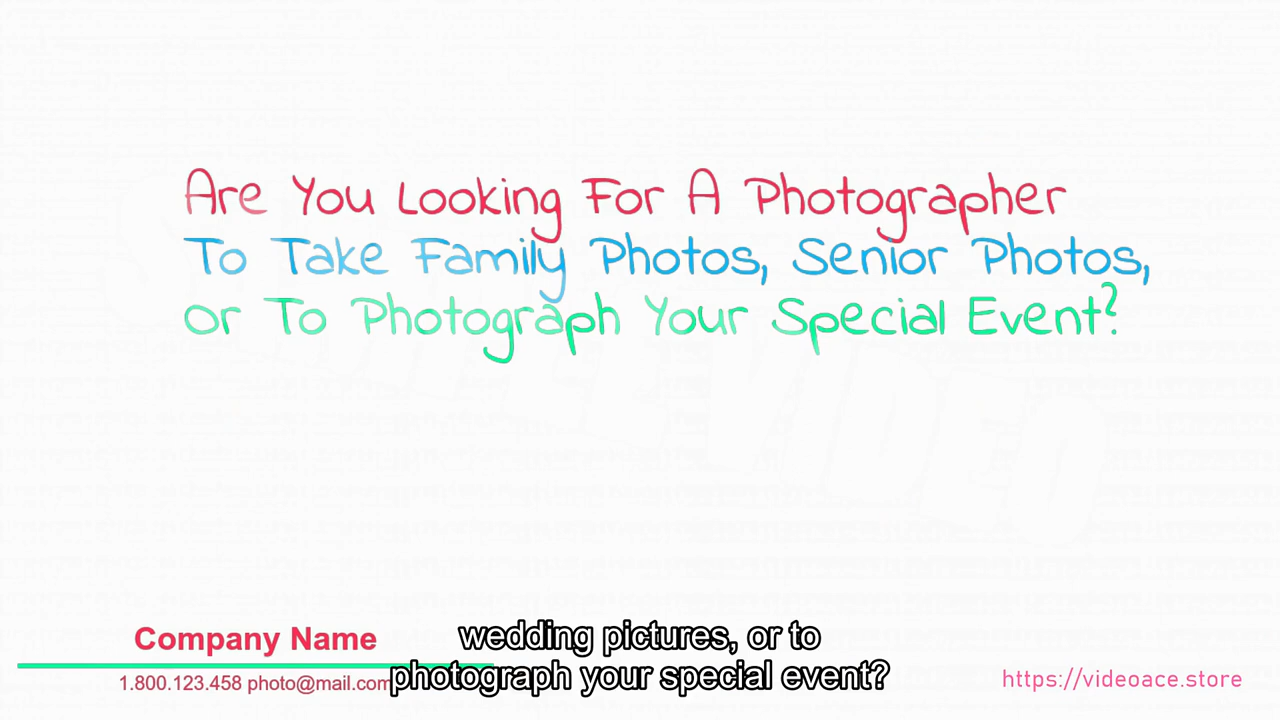 Are You Looking For A Photographer
To Take Family Photos, Senior Photos,
or To Photograph Your Special Event?
Company Name
1.800.123.458 photo@mail.com
wedding pictures, or to
photograph your special event?
https://videoace.store